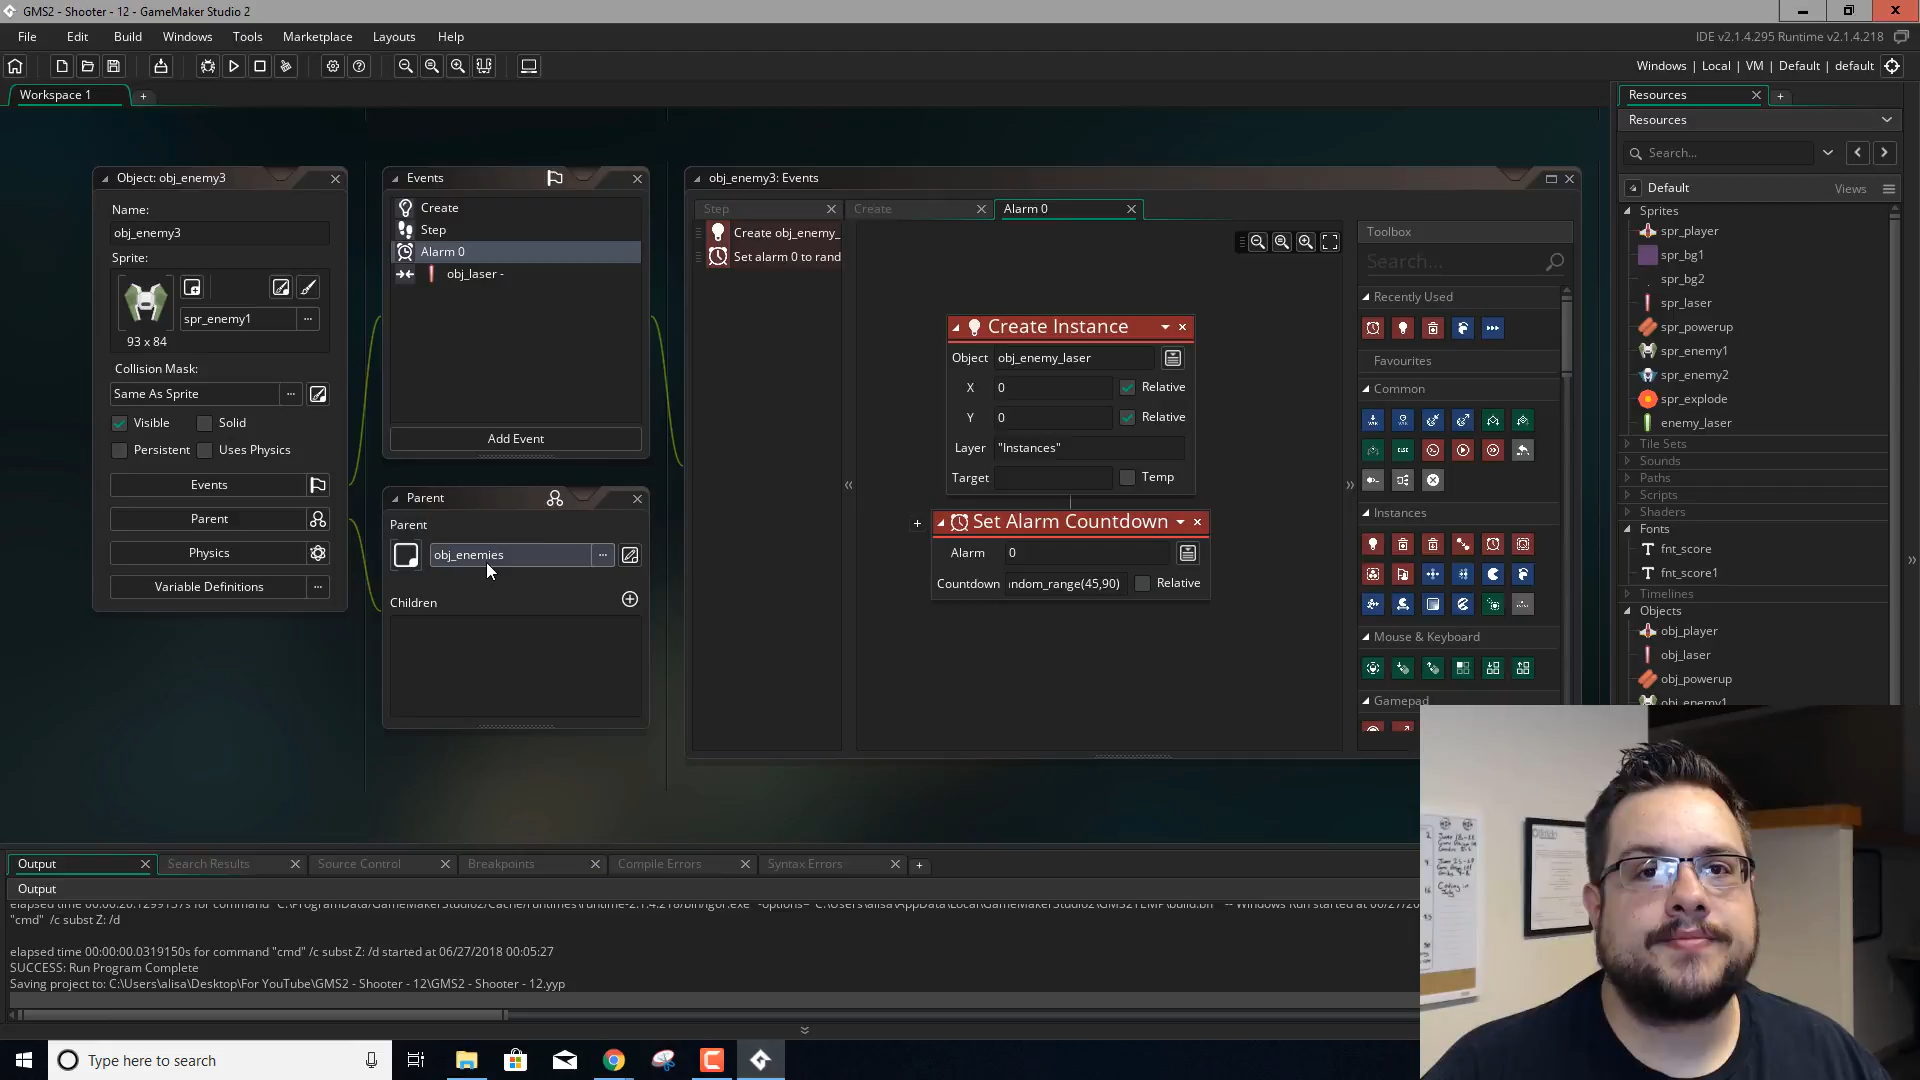 GMS2 - Shooter - 12 - GameMaker Studio 2
File Edit Build Windows Tools Marketplace Layouts Help
IDE v2.1.4.295 Runtime v2.1.4.218
Windows | Local | VM | Default | default
Workspace 1
Object: obj_enemy3
Name:
obj_enemy3
Sprite:
spr_enemy1
93 x 84
Collision Mask:
Same As Sprite
Visible Solid
Persistent Uses Physics
Events
Parent
Physics
Variable Definitions
Events
Create
Step
Alarm 0
obj_laser -
Add Event
Parent
Parent
obj_enemies
Children
obj_enemy3: Events
Step Create Alarm 0
Create obj_enemy_
Set alarm 0 to rand
Create Instance
Object obj_enemy_laser
X 0 Relative
Y 0 Relative
Layer "Instances"
Target Temp
Set Alarm Countdown
Alarm 0
Countdown ndom_range(45,90) Relative
Toolbox
Search...
Recently Used
Favourites
Common
Instances
Mouse & Keyboard
Gamepad
Resources
Resources
Search...
Default Views
Sprites
spr_player
spr_bg1
spr_bg2
spr_laser
spr_powerup
spr_enemy1
spr_enemy2
spr_explode
enemy_laser
Tile Sets
Sounds
Paths
Scripts
Shaders
Fonts
fnt_score
fnt_score1
Timelines
Objects
obj_player
obj_laser
obj_powerup
obj_enemy1
Output Search Results Source Control Breakpoints Compile Errors Syntax Errors
Output
"cmd" /c subst Z: /d
elapsed time 00:00:00.0319150s for command "cmd" /c subst Z: /d started at 06/27/2018 00:05:27
SUCCESS: Run Program Complete
Saving project to: C:\Users\alisa\Desktop\For YouTube\GMS2 - Shooter - 12\GMS2 - Shooter - 12.yyp
Type here to search